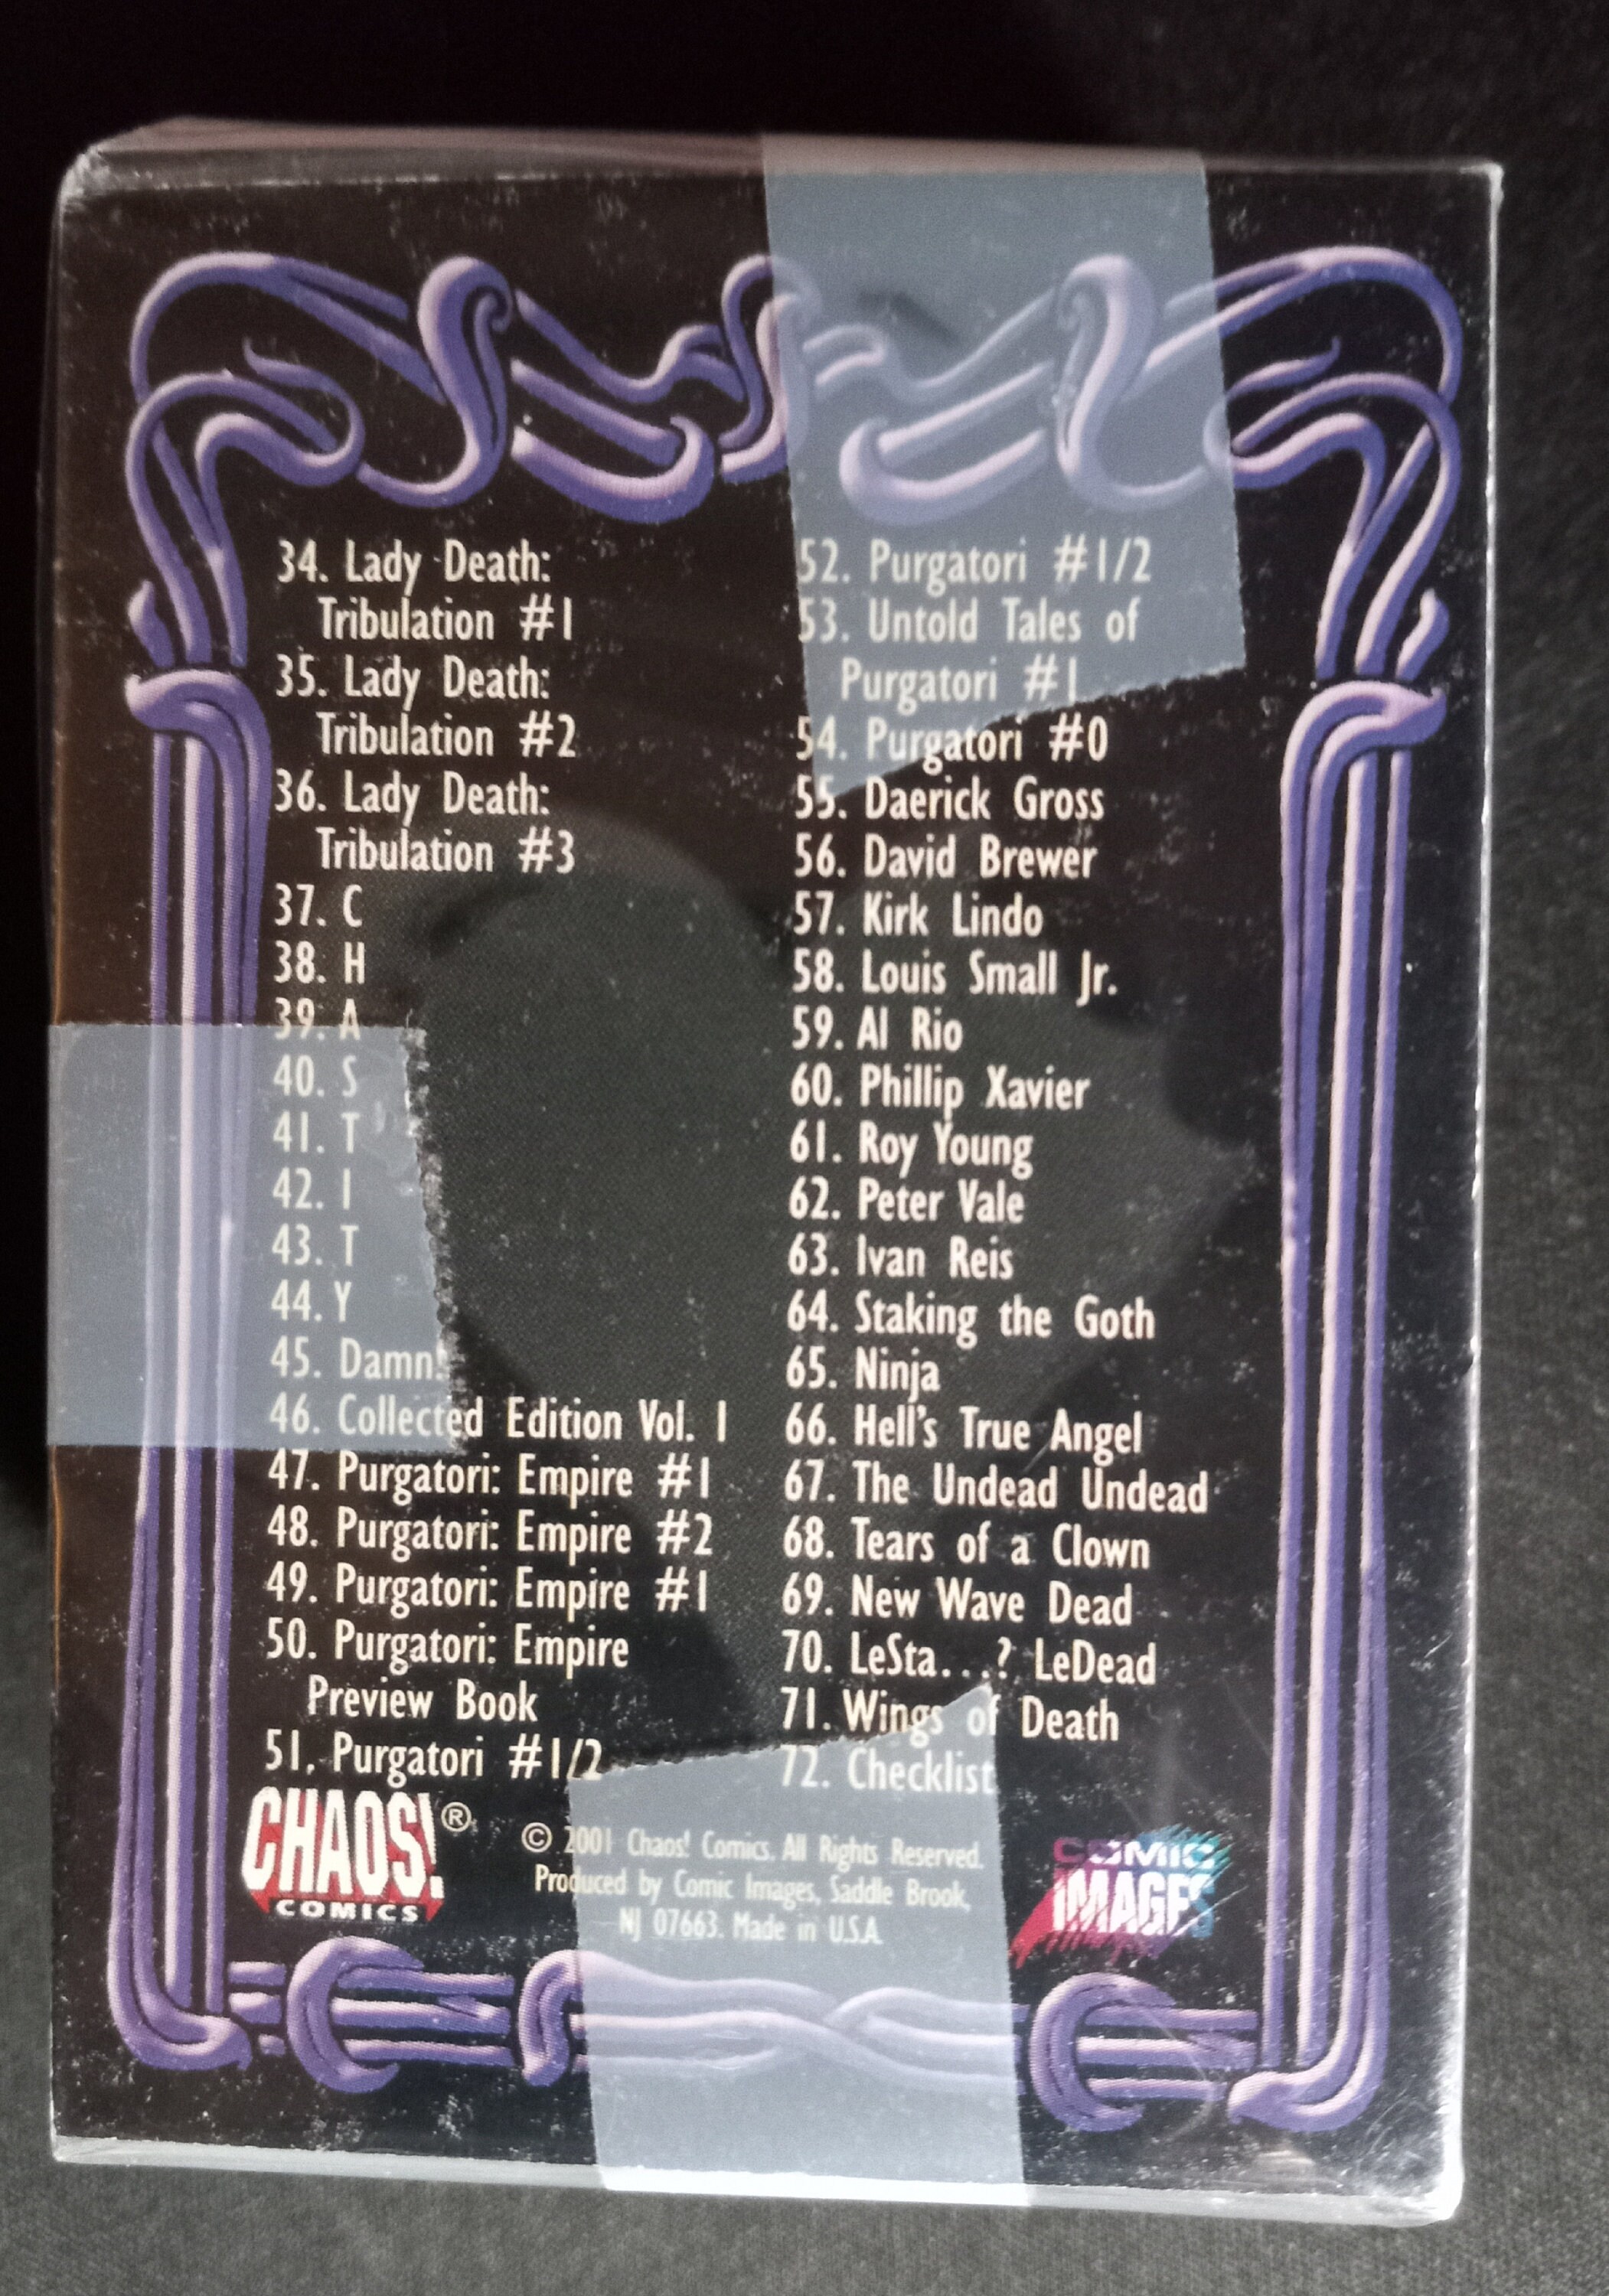 34. Lady Death:
Tribulation #1
35. Lady Death:
Tribulation #2
36. Lady Death:
Tribulation #3
37. C
38. H
39. A
40. S
41. T
42. I
43. T
44. Y
45. Damn!
46. Collected Edition Vol. 1
47. Purgatori: Empire #1
48. Purgatori: Empire #2
49. Purgatori: Empire #1
50. Purgatori: Empire
Preview Book
51. Purgatori #1/2
52. Purgatori #1/2
53. Untold Tales of
Purgatori #1
54. Purgatori #0
55. Daerick Gross
56. David Brewer
57. Kirk Lindo
58. Louis Small Jr.
59. Al Rio
60. Phillip Xavier
61. Roy Young
62. Peter Vale
63. Ivan Reis
64. Staking the Goth
65. Ninja
66. Hell's True Angel
67. The Undead Undead
68. Tears of a Clown
69. New Wave Dead
70. LeSta...? LeDead
71. Wings of Death
72. Checklist
CHAOS!®
COMICS
© 2001 Chaos! Comics. All Rights Reserved.
Produced by Comic Images, Saddle Brook,
NJ 07663. Made in U.S.A.
COMIC
IMAGES